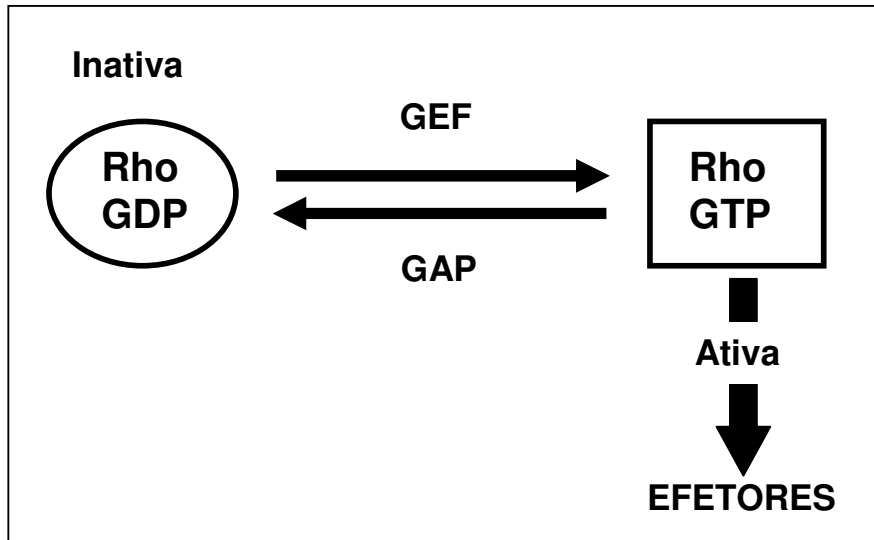 Inativa
GEF
Rho
GDP
Rho
GTP
GAP
Ativa
EFETORES